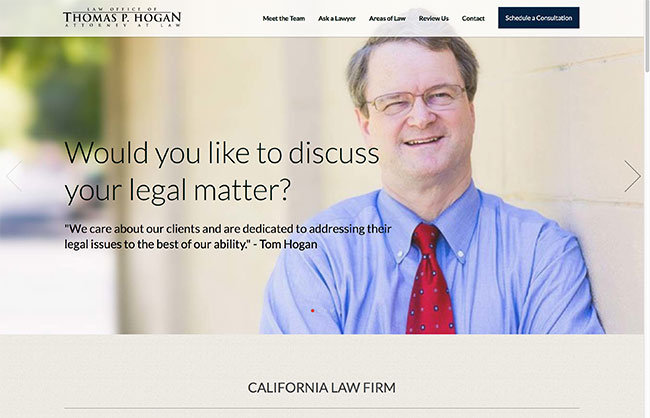 LAW OFFICE OF
THOMAS P. HOGAN
ATTORNEY AT LAW
Meet the Team Ask a Lawyer Areas of Law Review Us Contact Schedule a Consultation
Would you like to discuss
your legal matter?
"We care about our clients and are dedicated to addressing their
legal issues to the best of our ability." - Tom Hogan
CALIFORNIA LAW FIRM